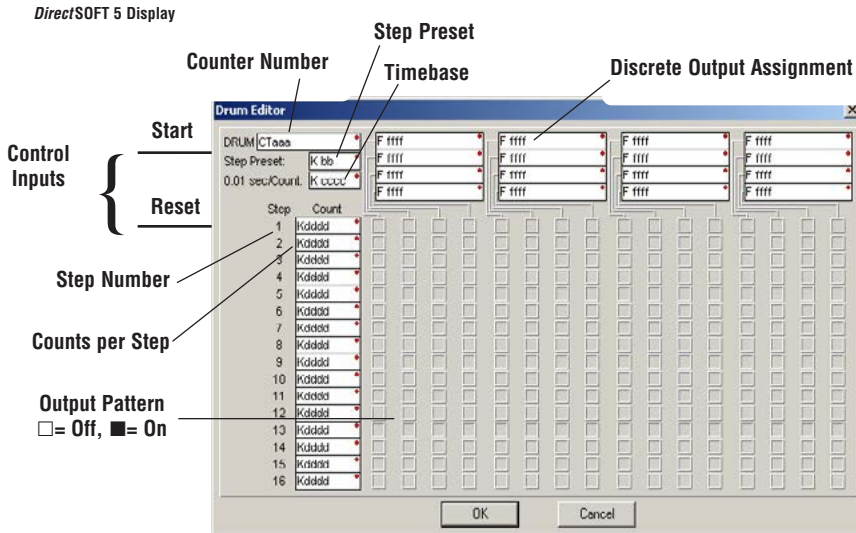 DirectSOFT 5 Display
Step Preset
Counter Number
Timebase
Discrete Output Assignment
Drum Editor
Start
Control
Inputs
Reset
DRUM CTaaa
Step Preset: K bb
0.01 sec/Count. K cccc
F ffff F ffff F ffff F ffff
F ffff F ffff F ffff F ffff
F ffff F ffff F ffff F ffff
F ffff F ffff F ffff F ffff
Step Count
1 Kdddd
2 Kdddd
3 Kdddd
4 Kdddd
5 Kdddd
6 Kdddd
7 Kdddd
8 Kdddd
9 Kdddd
10 Kdddd
11 Kdddd
12 Kdddd
13 Kdddd
14 Kdddd
15 Kdddd
16 Kdddd
Step Number
Counts per Step
Output Pattern
□= Off, ■= On
OK Cancel